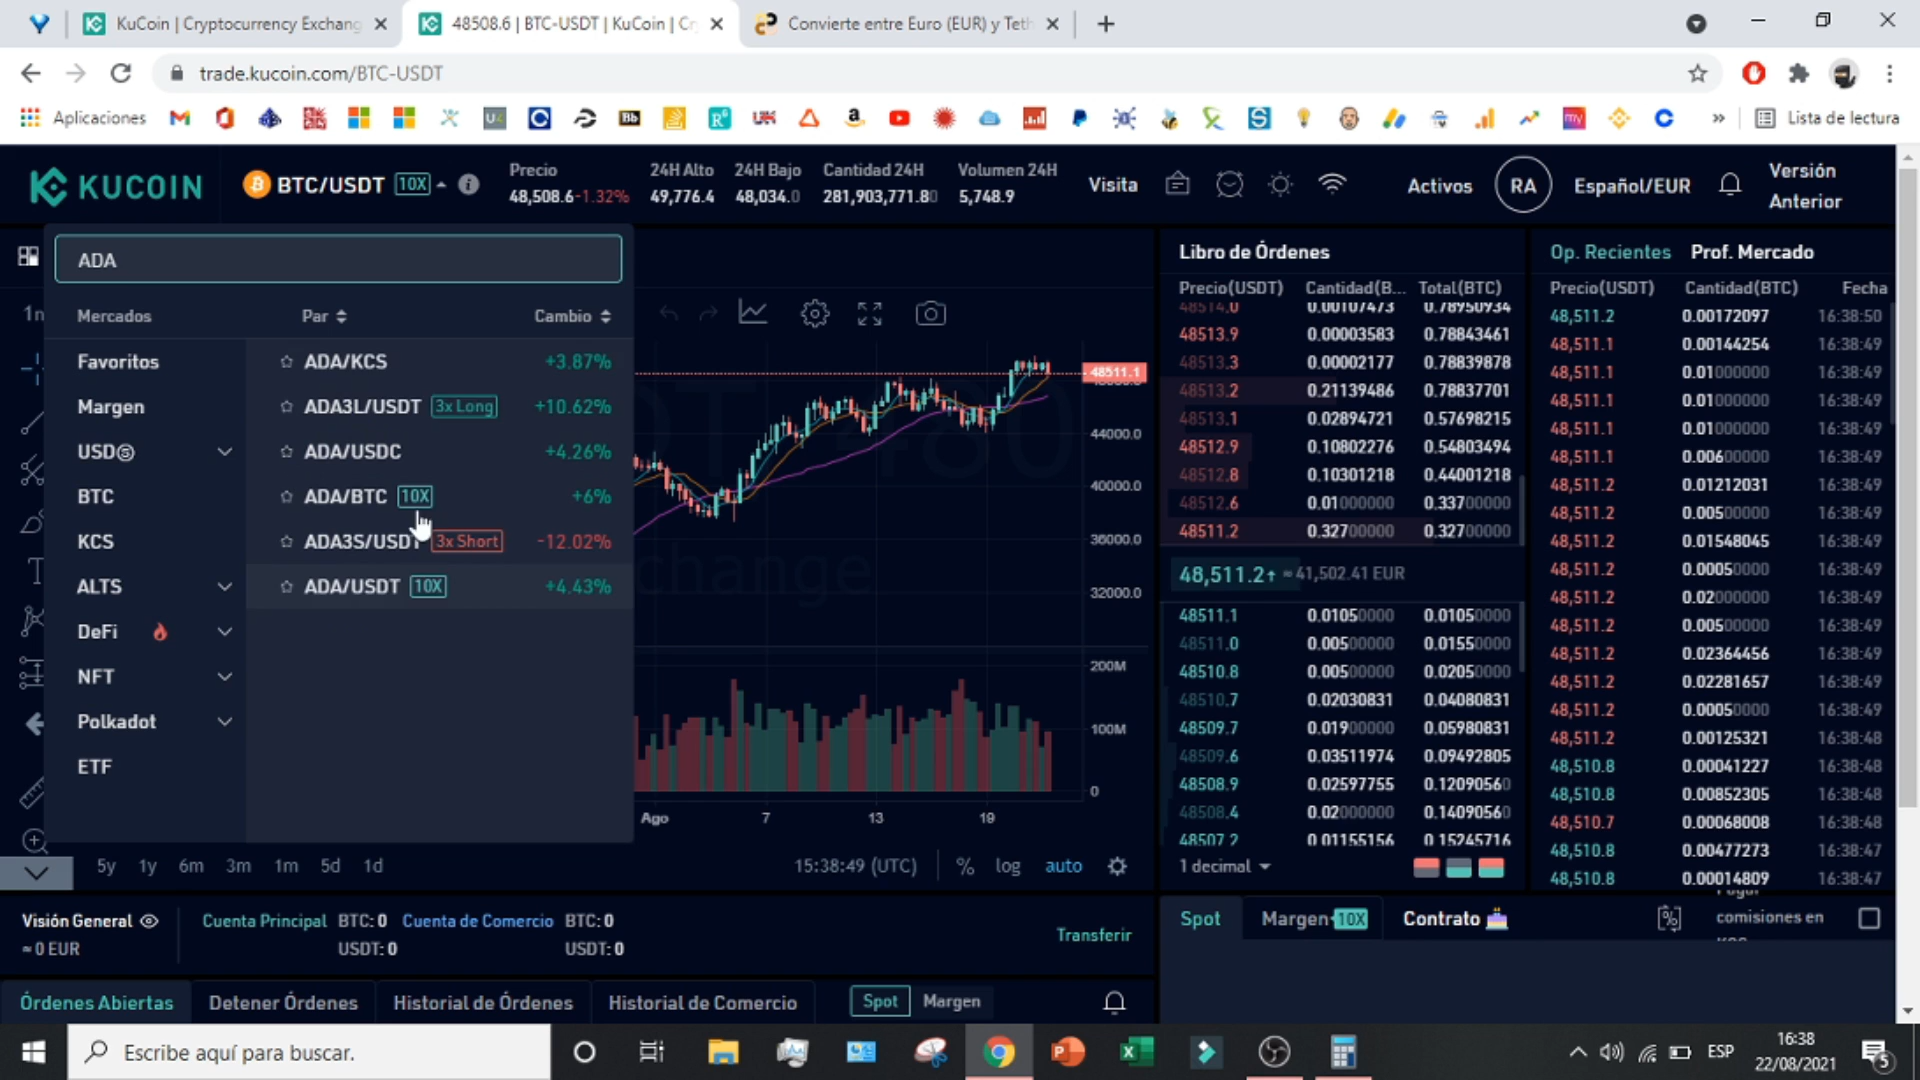 KuCoin | Cryptocurrency Exchang
48508.6 | BTC-USDT | KuCoin | Cr
Convierte entre Euro (EUR) y Teth
trade.kucoin.com/BTC-USDT
Aplicaciones
Lista de lectura
KUCOIN
BTC/USDT 10X
Precio
48,508.6 -1.32%
24H Alto
49,776.4
24H Bajo
48,034.0
Cantidad 24H
281,903,771.80
Volumen 24H
5,748.9
Visita
Activos
RA
Español/EUR
Versión
Anterior
ADA
Mercados Par Cambio
Favoritos
Margen
USDⓈ
BTC
KCS
ALTS
DeFi
NFT
Polkadot
ETF
ADA/KCS +3.87%
ADA3L/USDT 3x Long +10.62%
ADA/USDC +4.26%
ADA/BTC 10X +6%
ADA3S/USDT 3x Short -12.02%
ADA/USDT 10X +4.43%
48511.1
44000.0
40000.0
36000.0
32000.0
200M
100M
0
Ago 7 13 19
5y 1y 6m 3m 1m 5d 1d
15:38:49 (UTC) % log auto
Libro de Órdenes
Precio(USDT) Cantidad(B... Total(BTC)
48514.0 0.00107473 0.78950934
48513.9 0.00003583 0.78843461
48513.3 0.00002177 0.78839878
48513.2 0.21139486 0.78837701
48513.1 0.02894721 0.57698215
48512.9 0.10802276 0.54803494
48512.8 0.10301218 0.44001218
48512.6 0.01000000 0.33700000
48511.2 0.32700000 0.32700000
48,511.2↑ ≈41,502.41 EUR
48511.1 0.01050000 0.01050000
48511.0 0.00500000 0.01550000
48510.8 0.00500000 0.02050000
48510.7 0.02030831 0.04080831
48509.7 0.01900000 0.05980831
48509.6 0.03511974 0.09492805
48508.9 0.02597755 0.12090560
48508.4 0.02000000 0.14090560
48507.2 0.01155156 0.15245716
1 decimal
Op. Recientes Prof. Mercado
Precio(USDT) Cantidad(BTC) Fecha
48,511.2 0.00172097 16:38:50
48,511.1 0.00144254 16:38:49
48,511.1 0.01000000 16:38:49
48,511.1 0.01000000 16:38:49
48,511.1 0.01000000 16:38:49
48,511.1 0.00600000 16:38:49
48,511.2 0.01212031 16:38:49
48,511.2 0.00500000 16:38:49
48,511.2 0.01548045 16:38:49
48,511.2 0.00050000 16:38:49
48,511.2 0.02000000 16:38:49
48,511.2 0.00500000 16:38:49
48,511.2 0.02364456 16:38:49
48,511.2 0.02281657 16:38:49
48,511.2 0.00050000 16:38:49
48,511.2 0.00125321 16:38:48
48,510.8 0.00041227 16:38:48
48,510.8 0.00852305 16:38:48
48,510.7 0.00068008 16:38:48
48,510.8 0.00477273 16:38:47
48,510.8 0.00014809 16:38:47
Visión General
≈ 0 EUR
Cuenta Principal BTC: 0
USDT: 0
Cuenta de Comercio BTC: 0
USDT: 0
Transferir
Spot Margen 10X Contrato
comisiones en
Órdenes Abiertas Detener Órdenes Historial de Órdenes Historial de Comercio Spot Margen
Escribe aquí para buscar.
ESP
16:38
22/08/2021
5